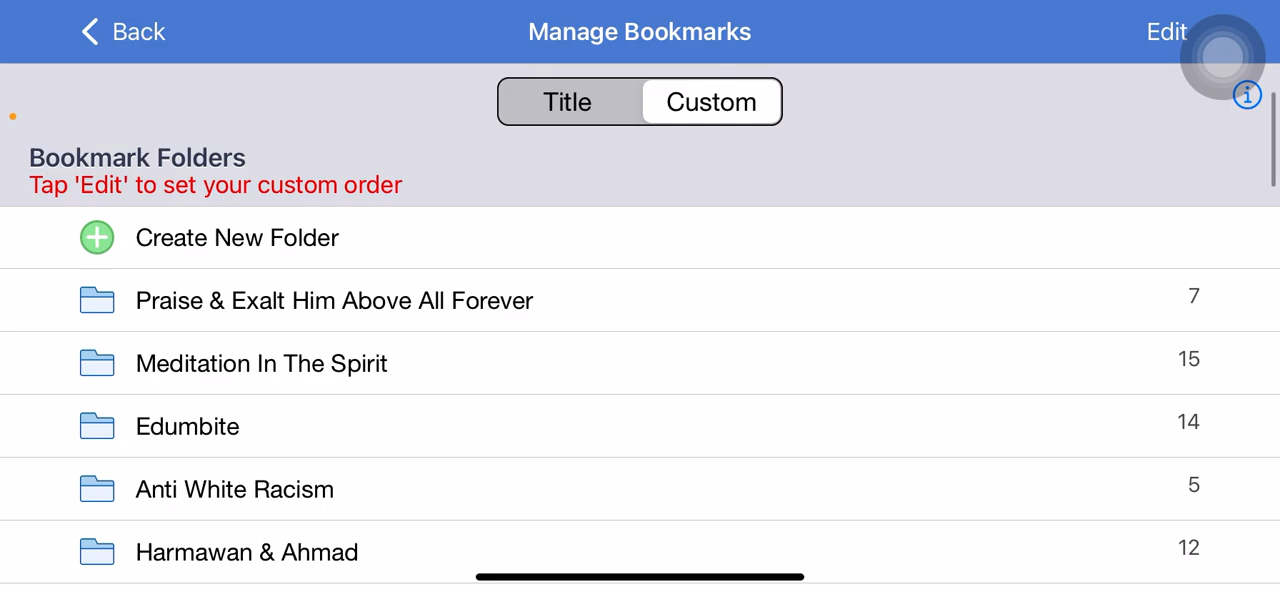 Back
Manage Bookmarks
Edit
Title
Custom
Bookmark Folders
Tap 'Edit' to set your custom order
Create New Folder
Praise & Exalt Him Above All Forever
7
Meditation In The Spirit
15
Edumbite
14
Anti White Racism
5
Harmawan & Ahmad
12